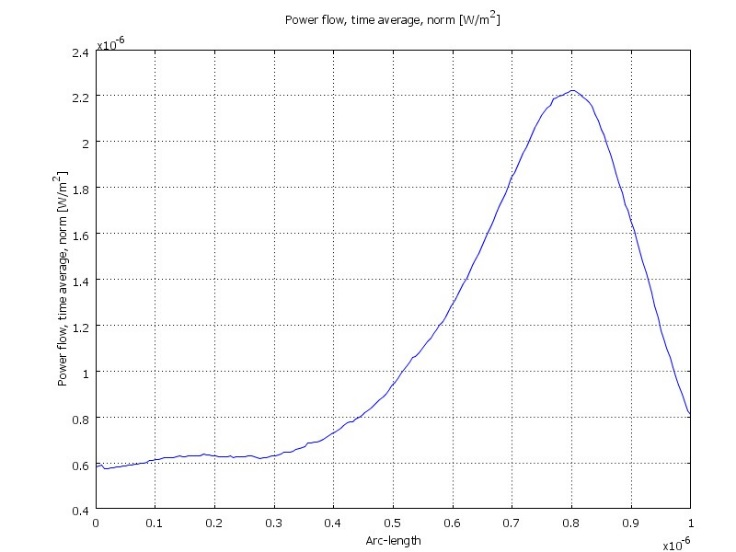 Power flow, time average, norm [W/m²]
x10⁻⁶
2.4
2.2
2
1.8
1.6
1.4
1.2
1
0.8
0.6
0.4
Power flow, time average, norm [W/m²]
0 0.1 0.2 0.3 0.4 0.5 0.6 0.7 0.8 0.9 1
Arc-length
x10⁻⁶